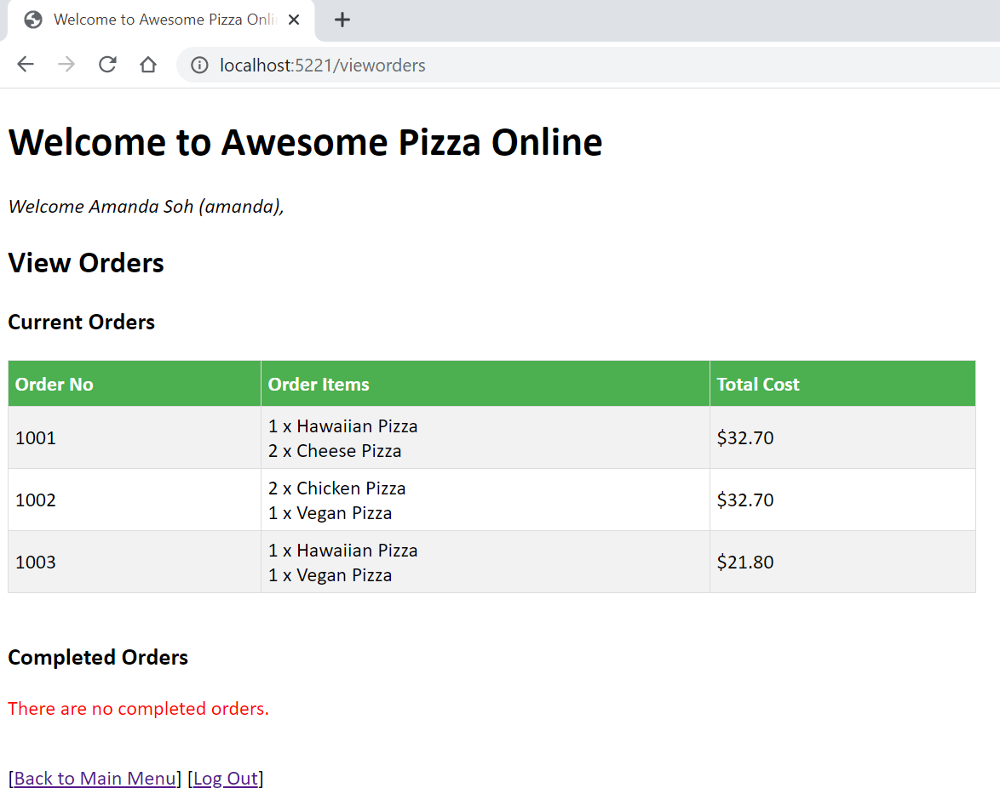 Welcome to Awesome Pizza Onli
localhost:5221/vieworders
Welcome to Awesome Pizza Online
Welcome Amanda Soh (amanda),
View Orders
Current Orders
Order No Order Items Total Cost
1001 1 x Hawaiian Pizza $32.70
2 x Cheese Pizza
1002 2 x Chicken Pizza $32.70
1 x Vegan Pizza
1003 1 x Hawaiian Pizza $21.80
1 x Vegan Pizza
Completed Orders
There are no completed orders.
[Back to Main Menu] [Log Out]